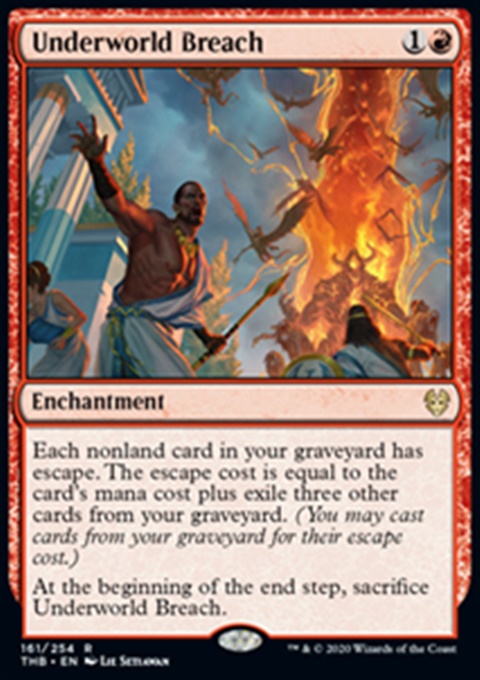 Underworld Breach 1
Enchantment
Each nonland card in your graveyard has
escape. The escape cost is equal to the
card's mana cost plus exile three other
cards from your graveyard. (You may cast
cards from your graveyard for their escape
cost.)
At the beginning of the end step, sacrifice
Underworld Breach.
161/254 R
™ & © 2020 Wizards of the Coast
THB • EN Lie Setiawan